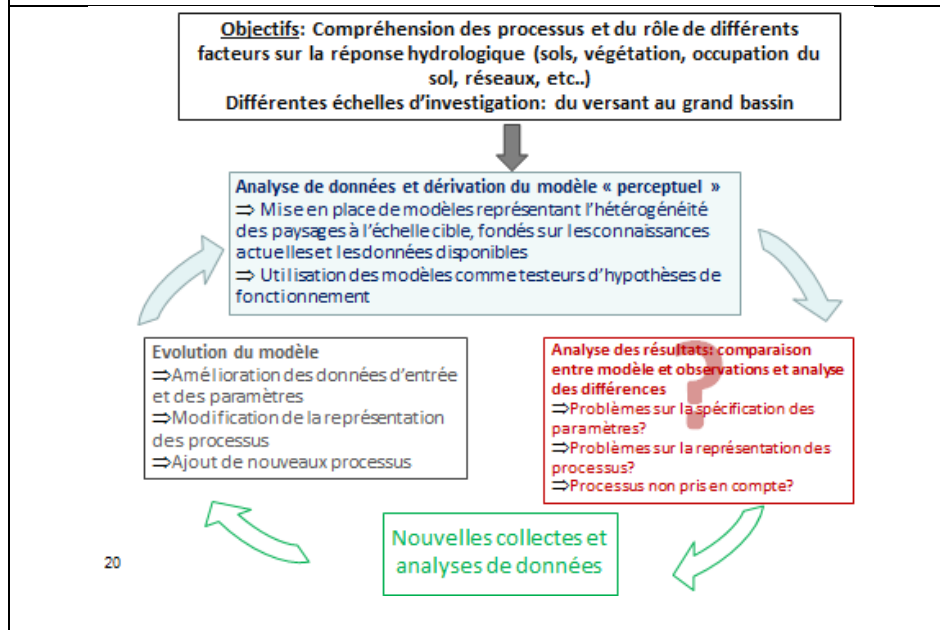 Objectifs: Compréhension des processus et du rôle de différents
facteurs sur la réponse hydrologique (sols, végétation, occupation du
sol, réseaux, etc..)
Différentes échelles d'investigation: du versant au grand bassin
Analyse de données et dérivation du modèle « perceptuel »
⇒ Mise en place de modèles représentant l'hétérogénéité
des paysages à l'échelle cible, fondés sur lesconnaissances
actuelles et les données disponibles
⇒ Utilisation des modèles comme testeurs d'hypothèses de
fonctionnement
Evolution du modèle
⇒Amélioration des données d'entrée
et des paramètres
⇒Modification de la représentation
des processus
⇒Ajout de nouveaux processus
?
Analyse des résultats: comparaison
entre modèle et observations et analyse
des différences
⇒Problèmes sur la spécification des
paramètres?
⇒Problèmes sur la représentation des
processus?
⇒Processus non pris en compte?
Nouvelles collectes et
analyses de données
20